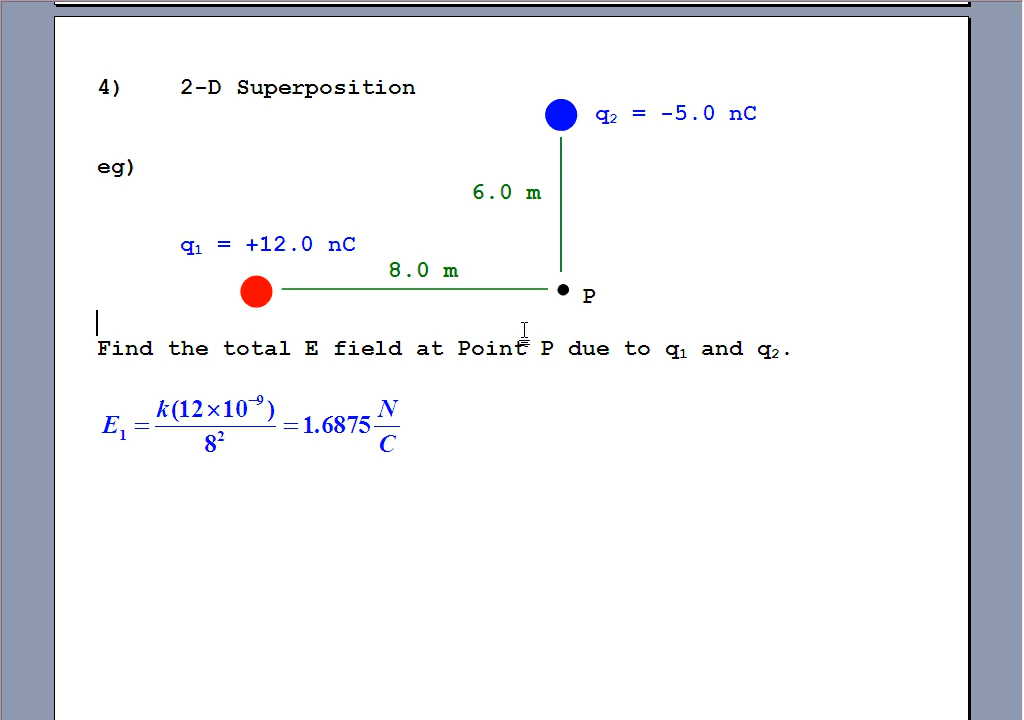 4) 2-D Superposition
q₂ = -5.0 nC
eg)
6.0 m
q₁ = +12.0 nC
8.0 m
P
Find the total E field at Point P due to q₁ and q₂.
E₁ = k(12×10⁻⁹)/8² = 1.6875 N/C